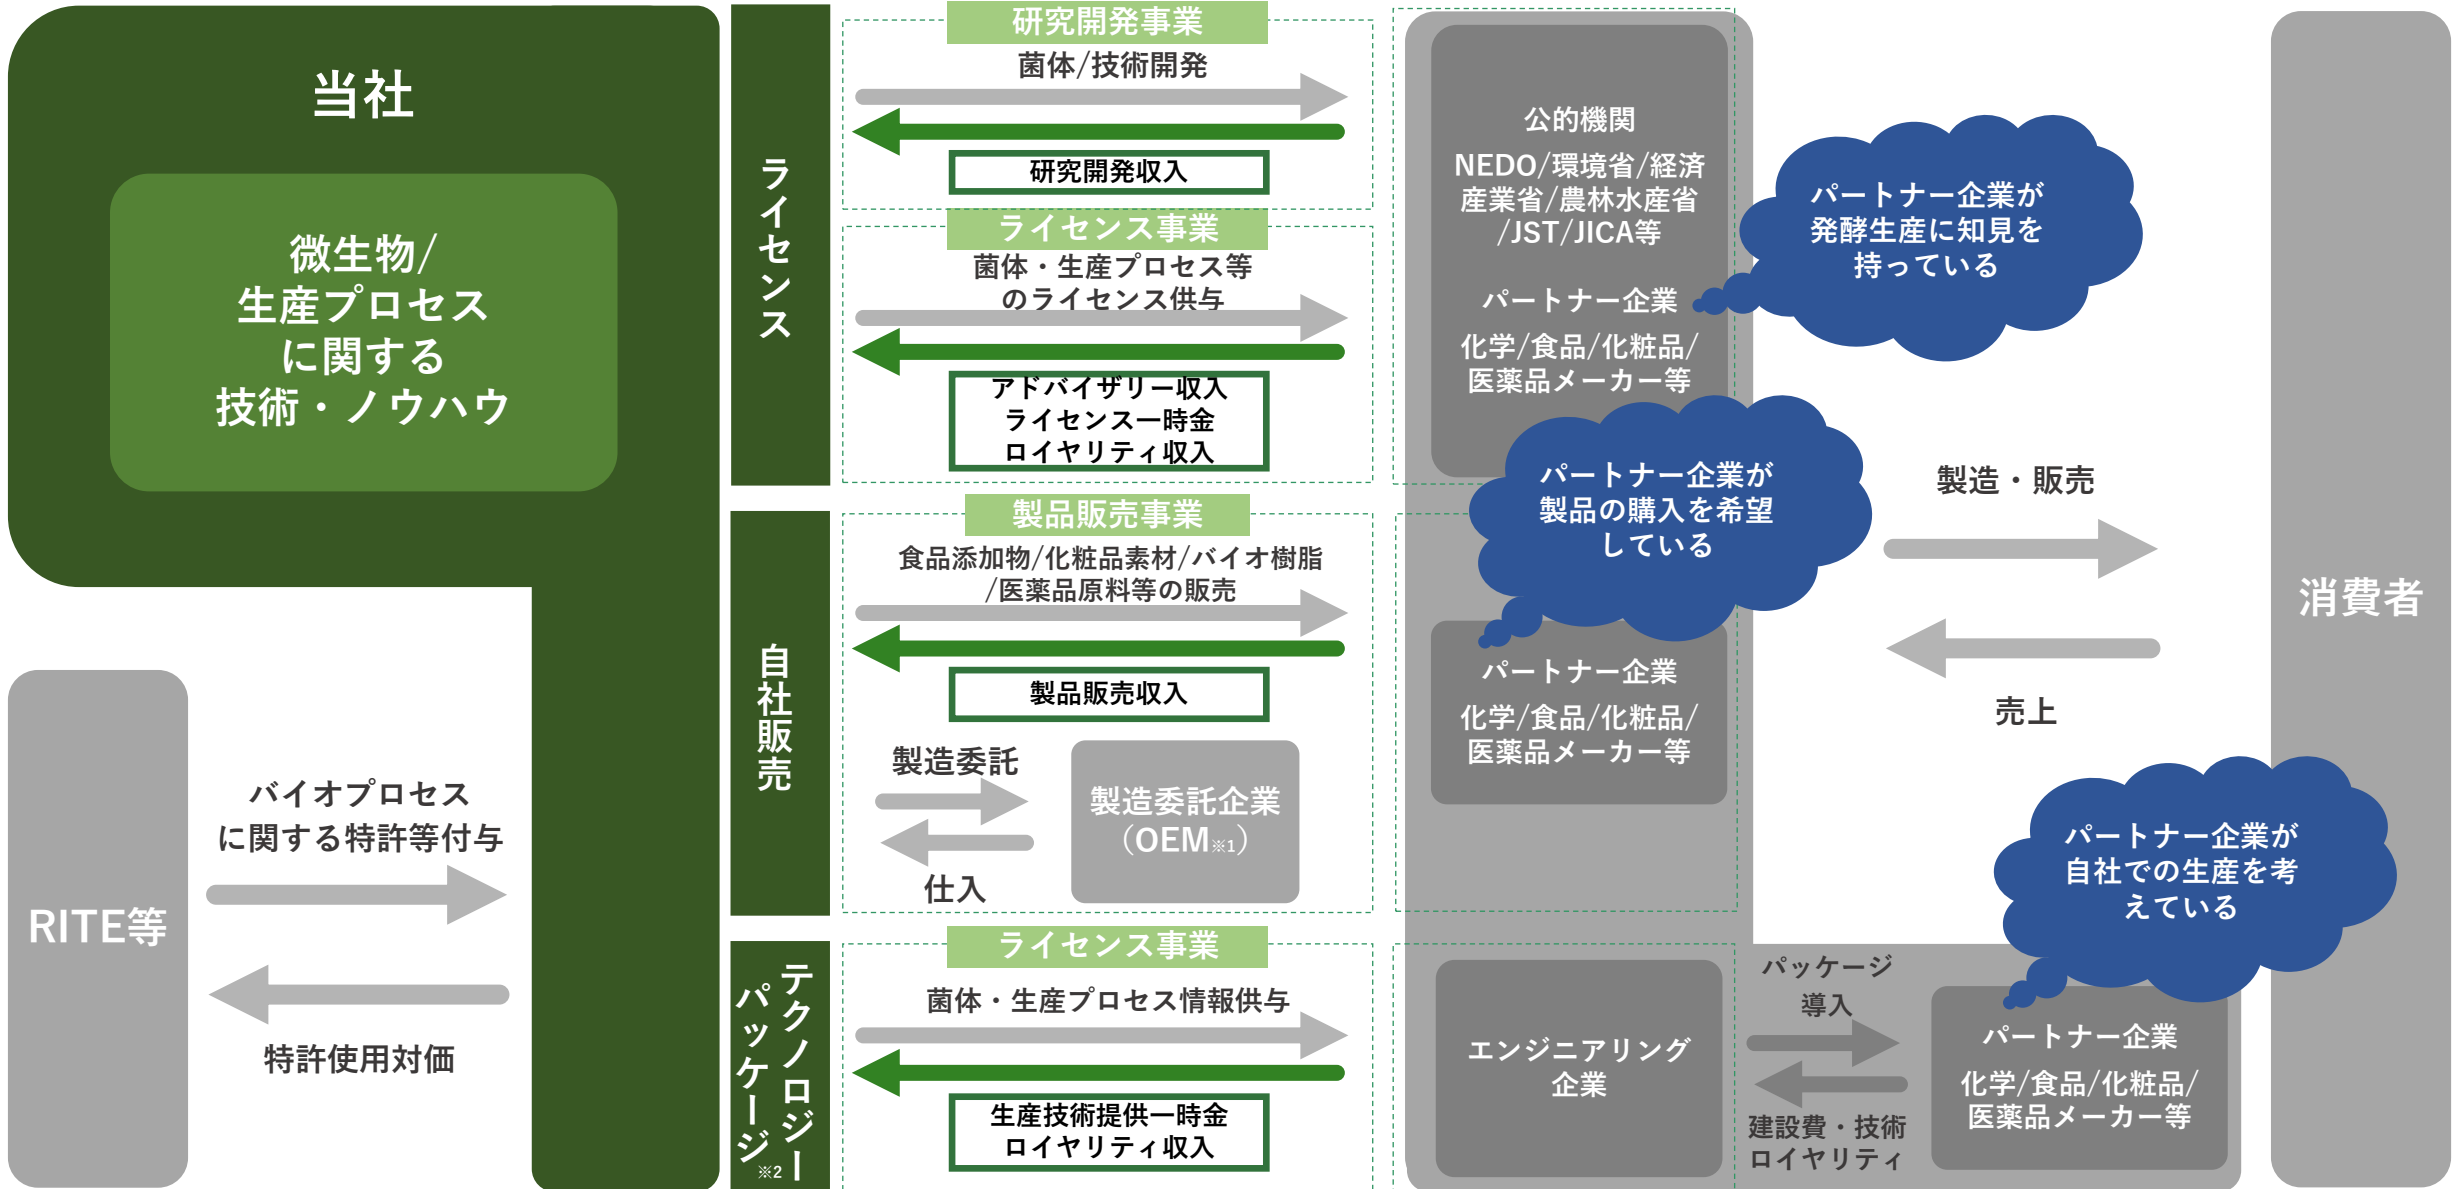 当社
微生物/
生産プロセス
に関する
技術・ノウハウ
RITE等
バイオプロセス
に関する特許等付与
特許使用対価
ライセンス
研究開発事業
菌体/技術開発
研究開発収入
ライセンス事業
菌体・生産プロセス等
のライセンス供与
アドバイザリー収入
ライセンス一時金
ロイヤリティ収入
公的機関
NEDO/環境省/経済
産業省/農林水産省
/JST/JICA等
パートナー企業
化学/食品/化粧品/
医薬品メーカー等
パートナー企業が
発酵生産に知見を
持っている
自社販売
製品販売事業
食品添加物/化粧品素材/バイオ樹脂
/医薬品原料等の販売
製品販売収入
製造委託
仕入
製造委託企業
（OEM※1）
パートナー企業が
製品の購入を希望
している
パートナー企業
化学/食品/化粧品/
医薬品メーカー等
製造・販売
売上
消費者
テクノロジー
パッケージ※2
ライセンス事業
菌体・生産プロセス情報供与
生産技術提供一時金
ロイヤリティ収入
エンジニアリング
企業
パッケージ
導入
建設費・技術
ロイヤリティ
パートナー企業が
自社での生産を考
えている
パートナー企業
化学/食品/化粧品/
医薬品メーカー等